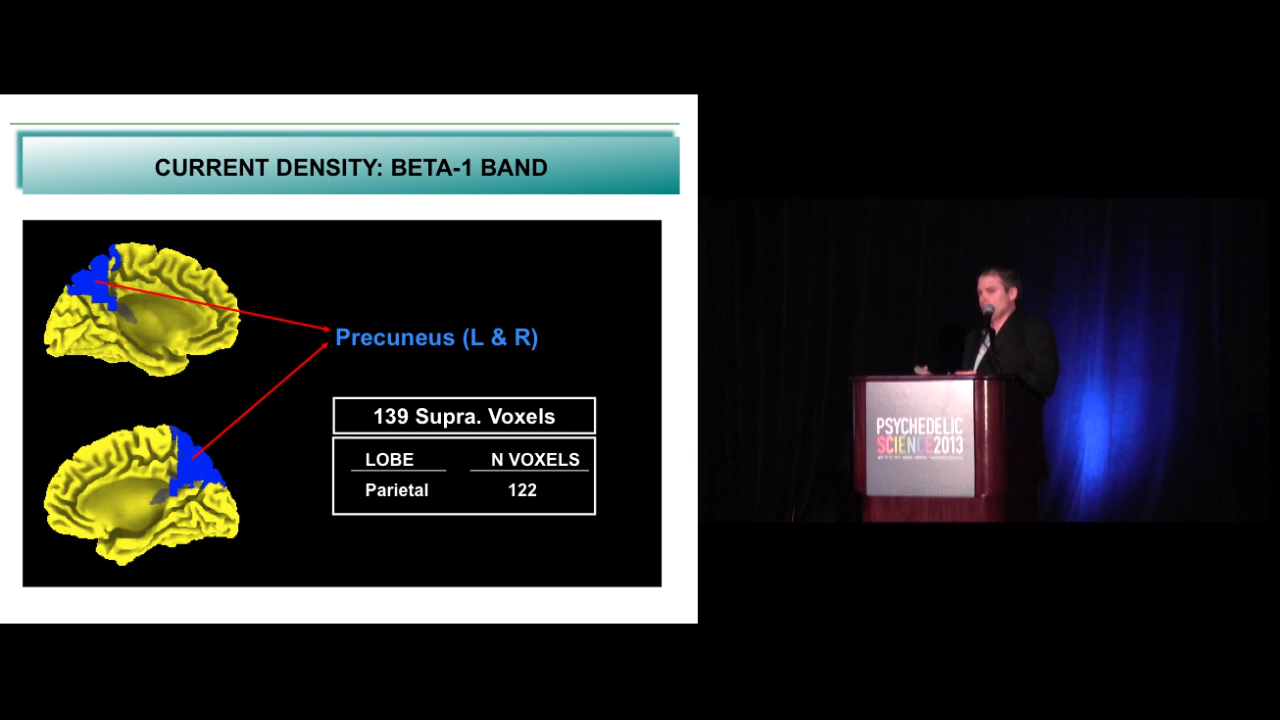 CURRENT DENSITY: BETA-1 BAND
Precuneus (L & R)
139 Supra. Voxels
LOBE N VOXELS
Parietal 122
PSYCHEDELIC
SCIENCE2013